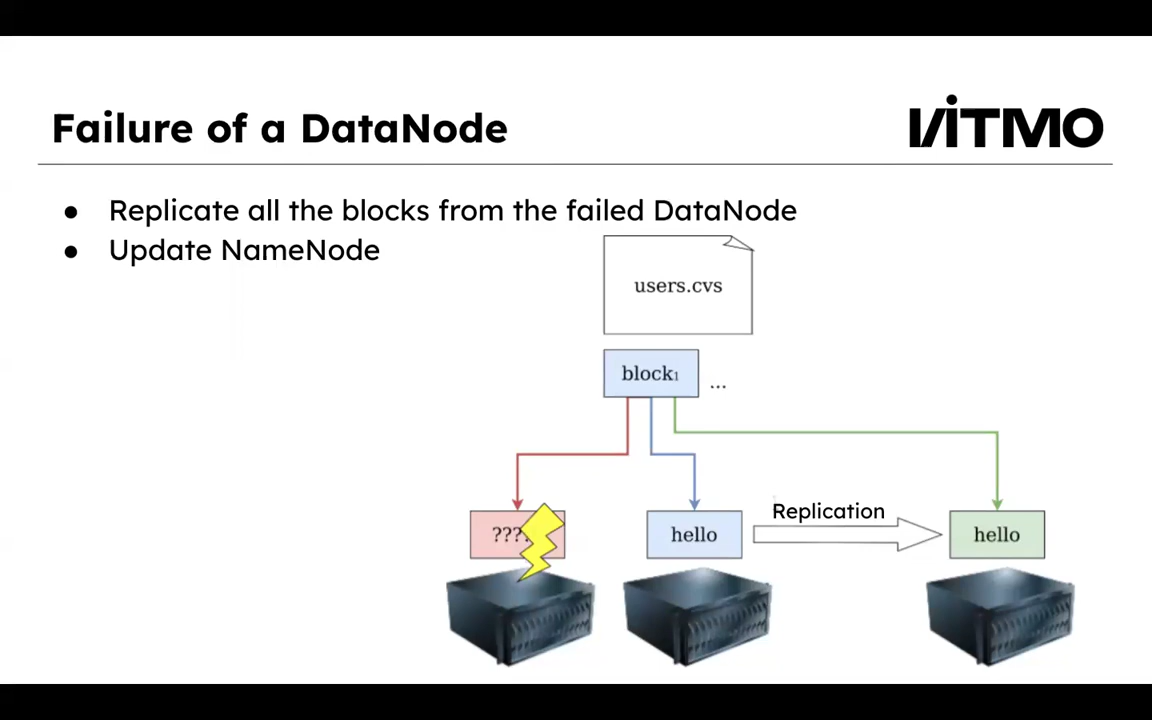 Failure of a DataNode
ITMO
● Replicate all the blocks from the failed DataNode
● Update NameNode
users.cvs
block₁
...
Replication
???
hello
hello